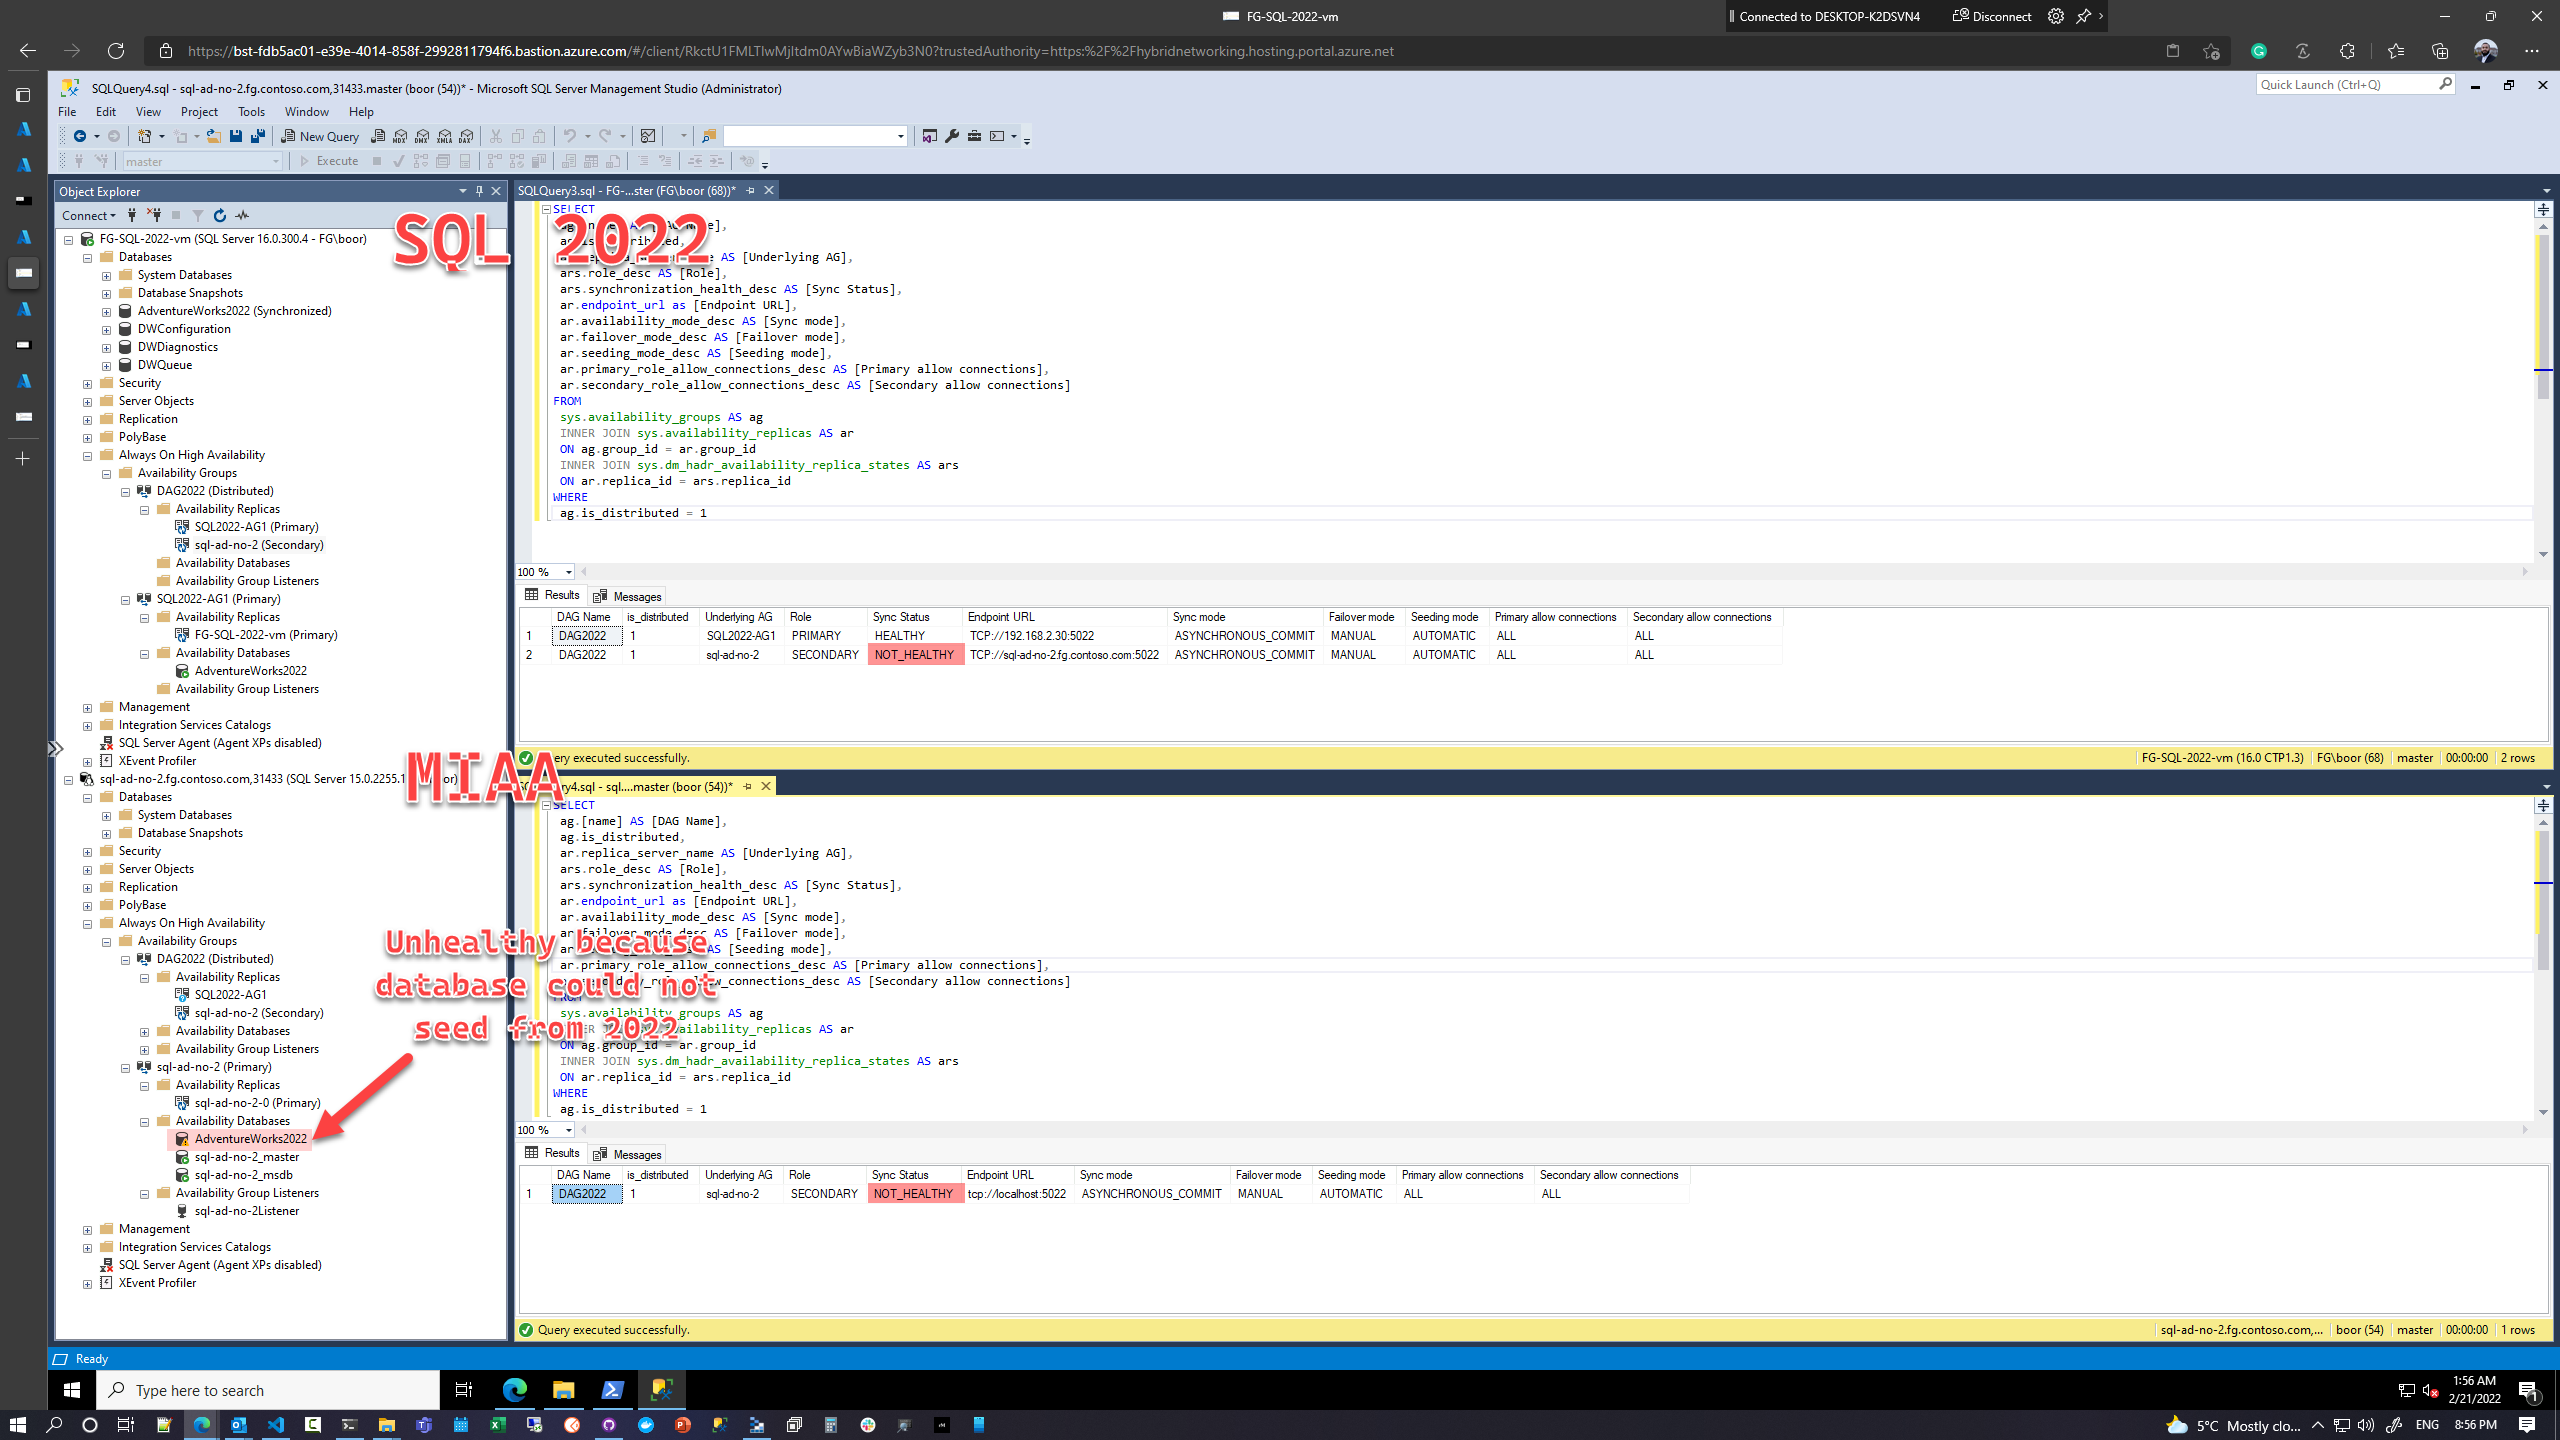 FG-SQL-2022-vm
Connected to DESKTOP-K2DSVN4
Disconnect
https://bst-fdb5ac01-e39e-4014-858f-2992811794f6.bastion.azure.com/#/client/
SQLQuery4.sql - sql-ad-no-2.fg.contoso.com,31433.master (boor (54))* - Microsoft SQL Server Management Studio (Administrator)
Quick Launch (Ctrl+Q)
File Edit View Project Tools Window Help
New Query
MDX DMX XMLA DAX
master
Execute
Object Explorer
Connect
FG-SQL-2022-vm (SQL Server 16.0.300.4 - FG\boor)
Databases
System Databases
Database Snapshots
AdventureWorks2022 (Synchronized)
DWConfiguration
DWDiagnostics
DWQueue
Security
Server Objects
Replication
PolyBase
Always On High Availability
Availability Groups
DAG2022 (Distributed)
Availability Replicas
SQL2022-AG1 (Primary)
sql-ad-no-2 (Secondary)
Availability Databases
Availability Group Listeners
SQL2022-AG1 (Primary)
Availability Replicas
FG-SQL-2022-vm (Primary)
Availability Databases
AdventureWorks2022
Availability Group Listeners
Management
Integration Services Catalogs
SQL Server Agent (Agent XPs disabled)
XEvent Profiler
sql-ad-no-2.fg.contoso.com,31433 (SQL Server 15.0.2255.
Databases
System Databases
Database Snapshots
Security
Server Objects
Replication
PolyBase
Always On High Availability
Availability Groups
DAG2022 (Distributed)
Availability Replicas
SQL2022-AG1
sql-ad-no-2 (Secondary)
Availability Databases
Availability Group Listeners
sql-ad-no-2 (Primary)
Availability Replicas
sql-ad-no-2-0 (Primary)
Availability Databases
AdventureWorks2022
sql-ad-no-2_master
sql-ad-no-2_msdb
Availability Group Listeners
sql-ad-no-2Listener
Management
Integration Services Catalogs
SQL Server Agent (Agent XPs disabled)
XEvent Profiler
SQL 2022
MIAA
Unhealthy because
database could not
seed from 2022
SQLQuery3.sql - FG-...ster (FG\boor (68))*
SELECT
AS [Underlying AG],
ars.role_desc AS [Role],
ars.synchronization_health_desc AS [Sync Status],
ar.endpoint_url as [Endpoint URL],
ar.availability_mode_desc AS [Sync mode],
ar.failover_mode_desc AS [Failover mode],
ar.seeding_mode_desc AS [Seeding mode],
ar.primary_role_allow_connections_desc AS [Primary allow connections],
ar.secondary_role_allow_connections_desc AS [Secondary allow connections]
FROM
sys.availability_groups AS ag
INNER JOIN sys.availability_replicas AS ar
ON ag.group_id = ar.group_id
INNER JOIN sys.dm_hadr_availability_replica_states AS ars
ON ar.replica_id = ars.replica_id
WHERE
ag.is_distributed = 1
100 %
Results Messages
DAG Name is_distributed Underlying AG Role Sync Status Endpoint URL Sync mode Failover mode Seeding mode Primary allow connections Secondary allow connections
1 DAG2022 1 SQL2022-AG1 PRIMARY HEALTHY TCP://192.168.2.30:5022 ASYNCHRONOUS_COMMIT MANUAL AUTOMATIC ALL ALL
2 DAG2022 1 sql-ad-no-2 SECONDARY NOT_HEALTHY TCP://sql-ad-no-2.fg.contoso.com:5022 ASYNCHRONOUS_COMMIT MANUAL AUTOMATIC ALL ALL
executed successfully.
FG-SQL-2022-vm (16.0 CTP1.3) FG\boor (68) master 00:00:00 2 rows
sql....master (boor (54))*
SELECT
ag.[name] AS [DAG Name],
ag.is_distributed,
ar.replica_server_name AS [Underlying AG],
ars.role_desc AS [Role],
ars.synchronization_health_desc AS [Sync Status],
ar.endpoint_url as [Endpoint URL],
ar.availability_mode_desc AS [Sync mode],
ar.failover_mode_desc AS [Failover mode],
AS [Seeding mode],
ar.primary_role_allow_connections_desc AS [Primary allow connections],
connections_desc AS [Secondary allow connections]
FROM
sys.availability_groups AS ag
INNER JOIN sys.availability_replicas AS ar
ON ag.group_id = ar.group_id
INNER JOIN sys.dm_hadr_availability_replica_states AS ars
ON ar.replica_id = ars.replica_id
WHERE
ag.is_distributed = 1
100 %
Results Messages
DAG Name is_distributed Underlying AG Role Sync Status Endpoint URL Sync mode Failover mode Seeding mode Primary allow connections Secondary allow connections
1 DAG2022 1 sql-ad-no-2 SECONDARY NOT_HEALTHY tcp://localhost:5022 ASYNCHRONOUS_COMMIT MANUAL AUTOMATIC ALL ALL
Query executed successfully.
sql-ad-no-2.fg.contoso.com,... boor (54) master 00:00:00 1 rows
Ready
Type here to search
1:56 AM
2/21/2022
1
5°C Mostly clo...
ENG
8:56 PM